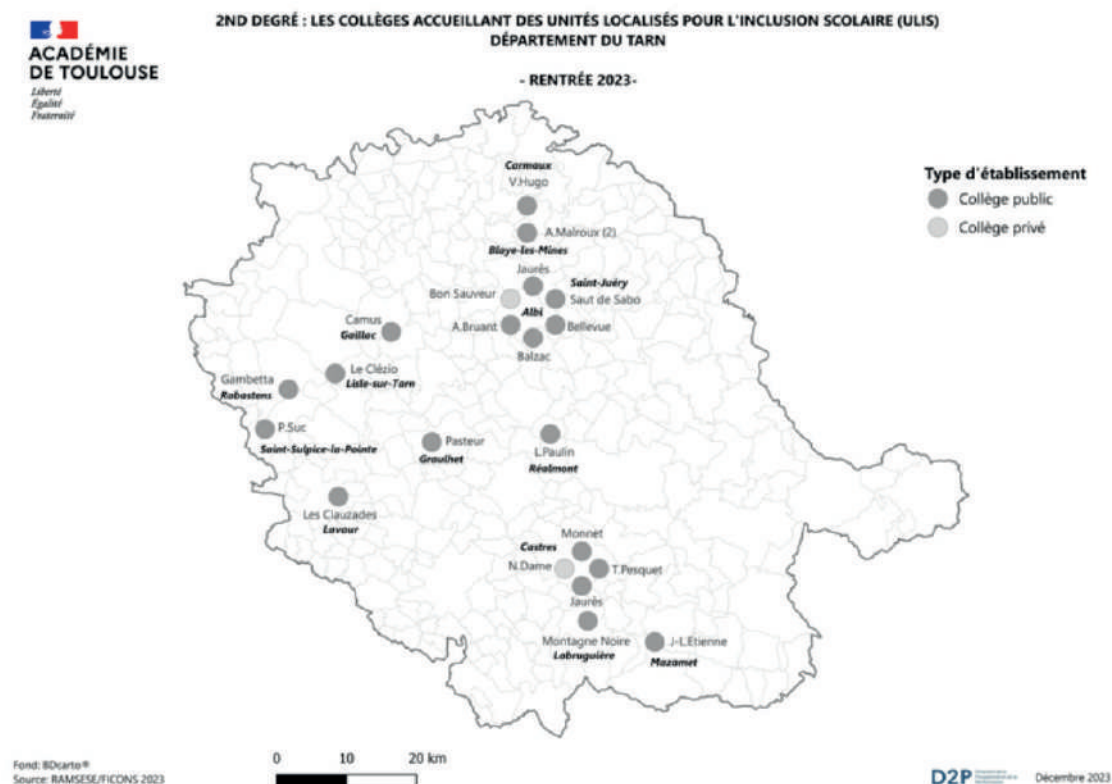 2ND DEGRÉ : LES COLLÈGES ACCUEILLANT DES UNITÉS LOCALISÉS POUR L'INCLUSION SCOLAIRE (ULIS)
DÉPARTEMENT DU TARN
- RENTRÉE 2023-
ACADÉMIE
DE TOULOUSE
Liberté
Égalité
Fraternité
Type d'établissement
Collège public
Collège privé
Carmaux
V.Hugo
A.Malroux (2)
Blaye-les-Mines
Jaurès
Saint-Juéry
Bon Sauveur
Saut de Sabo
Albi
A.Bruant
Bellevue
Balzac
Camus
Gaillac
Le Clézio
Lisle-sur-Tarn
Gambetta
Rabastens
P.Suc
Saint-Sulpice-la-Pointe
Pasteur
Graulhet
L.Paulin
Réalmont
Les Clauzades
Lavaur
Monnet
Castres
N.Dame
T.Pesquet
Jaurès
Montagne Noire
Labruguière
J-L.Etienne
Mazamet
0 10 20 km
Fond: BDcarto®
Source: RAMSESE/FICONS 2023
D2P
Décembre 2023